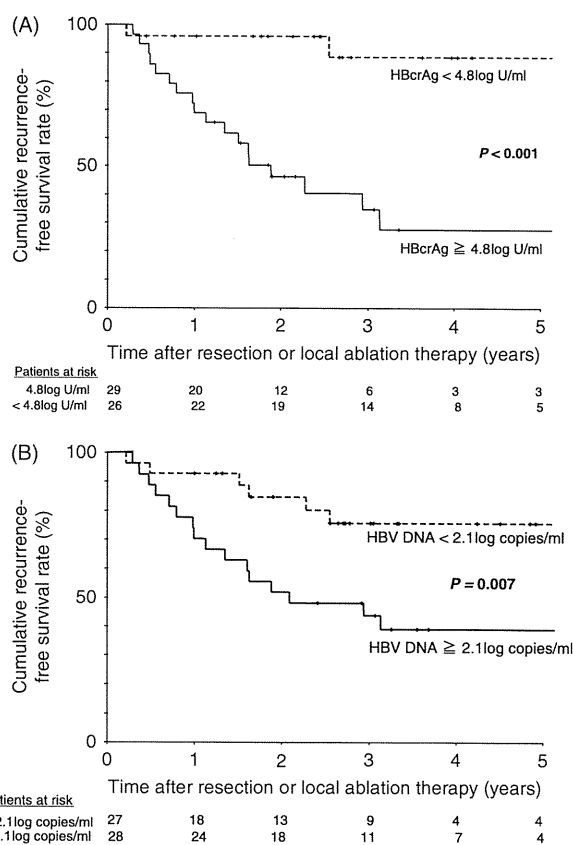 (A)
Cumulative recurrence-
free survival rate (%)
100
50
0
HBcrAg < 4.8log U/ml
P < 0.001
HBcrAg ≧ 4.8log U/ml
0 1 2 3 4 5
Time after resection or local ablation therapy (years)
Patients at risk
4.8log U/ml 29 20 12 6 3 3
< 4.8log U/ml 26 22 19 14 8 5
(B)
Cumulative recurrence-
free survival rate (%)
100
50
0
HBV DNA < 2.1log copies/ml
P = 0.007
HBV DNA ≧ 2.1log copies/ml
0 1 2 3 4 5
Time after resection or local ablation therapy (years)
tients at risk
2.1log copies/ml 27 18 13 9 4 4
.1log copies/ml 28 24 18 11 7 4